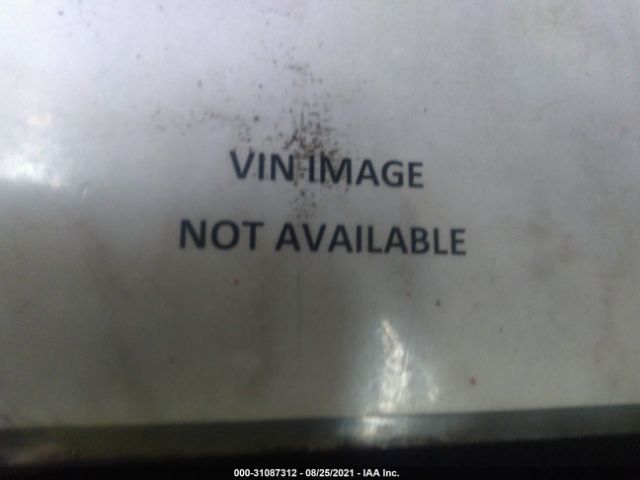 VIN IMAGE
NOT AVAILABLE
000-31087312 - 08/25/2021 - IAA Inc.